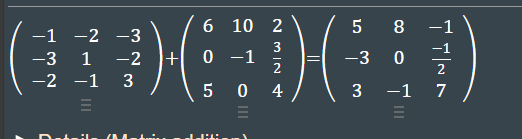 ( -1 -2 -3 ) ( 6 10 2 ) ( 5 8 -1 )
( -3 1 -2 ) + ( 0 -1 3/2 ) = ( -3 0 -1/2 )
( -2 -1 3 ) ( 5 0 4 ) ( 3 -1 7 )
Details (Matrix addition)